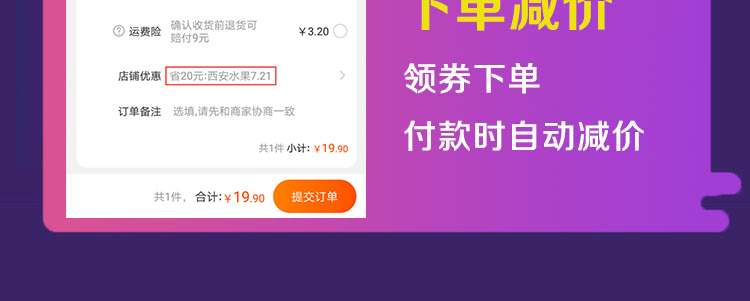 下单减价
运费险 确认收货前退货可赔付9元 ¥3.20
店铺优惠 省20元:西安水果7.21
领券下单
订单备注 选填,请先和商家协商一致
付款时自动减价
共1件 小计: ¥19.90
共1件, 合计: ¥19.90 提交订单